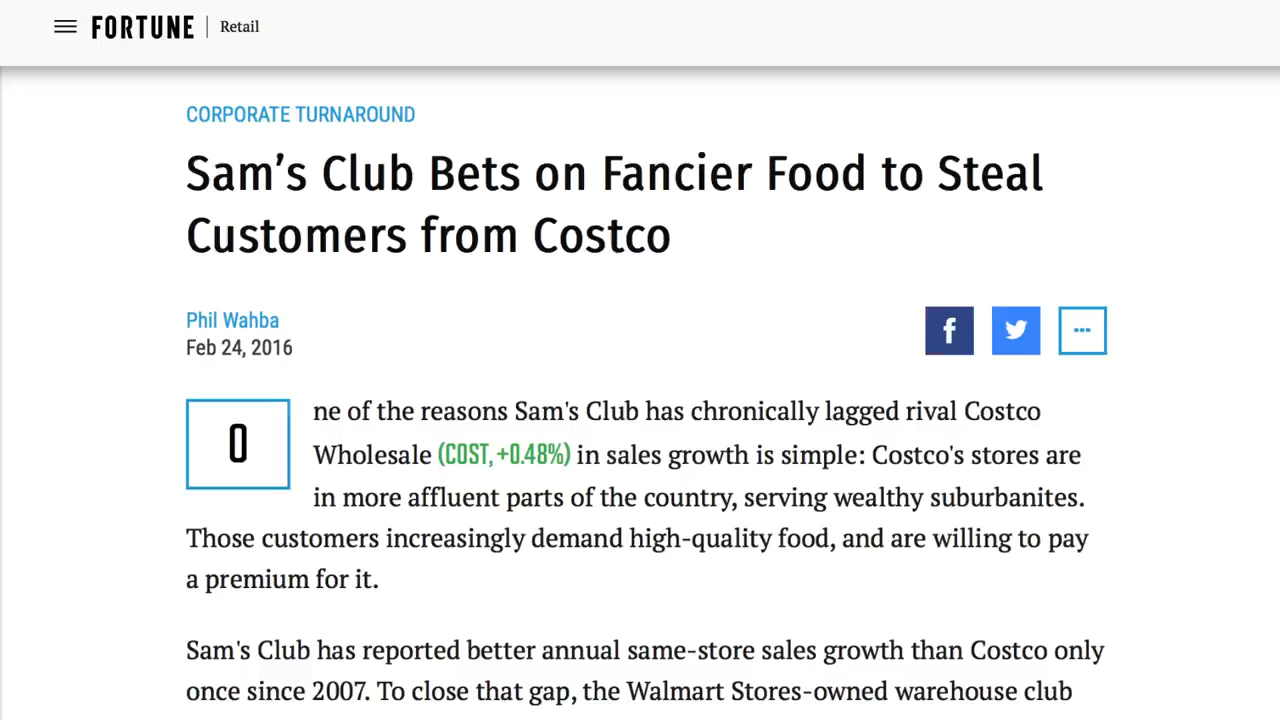 FORTUNE | Retail
CORPORATE TURNAROUND
Sam’s Club Bets on Fancier Food to Steal
Customers from Costco
Phil Wahba
Feb 24, 2016
One of the reasons Sam's Club has chronically lagged rival Costco
Wholesale (COST, +0.48%) in sales growth is simple: Costco's stores are
in more affluent parts of the country, serving wealthy suburbanites.
Those customers increasingly demand high-quality food, and are willing to pay
a premium for it.
Sam's Club has reported better annual same-store sales growth than Costco only
once since 2007. To close that gap, the Walmart Stores-owned warehouse club